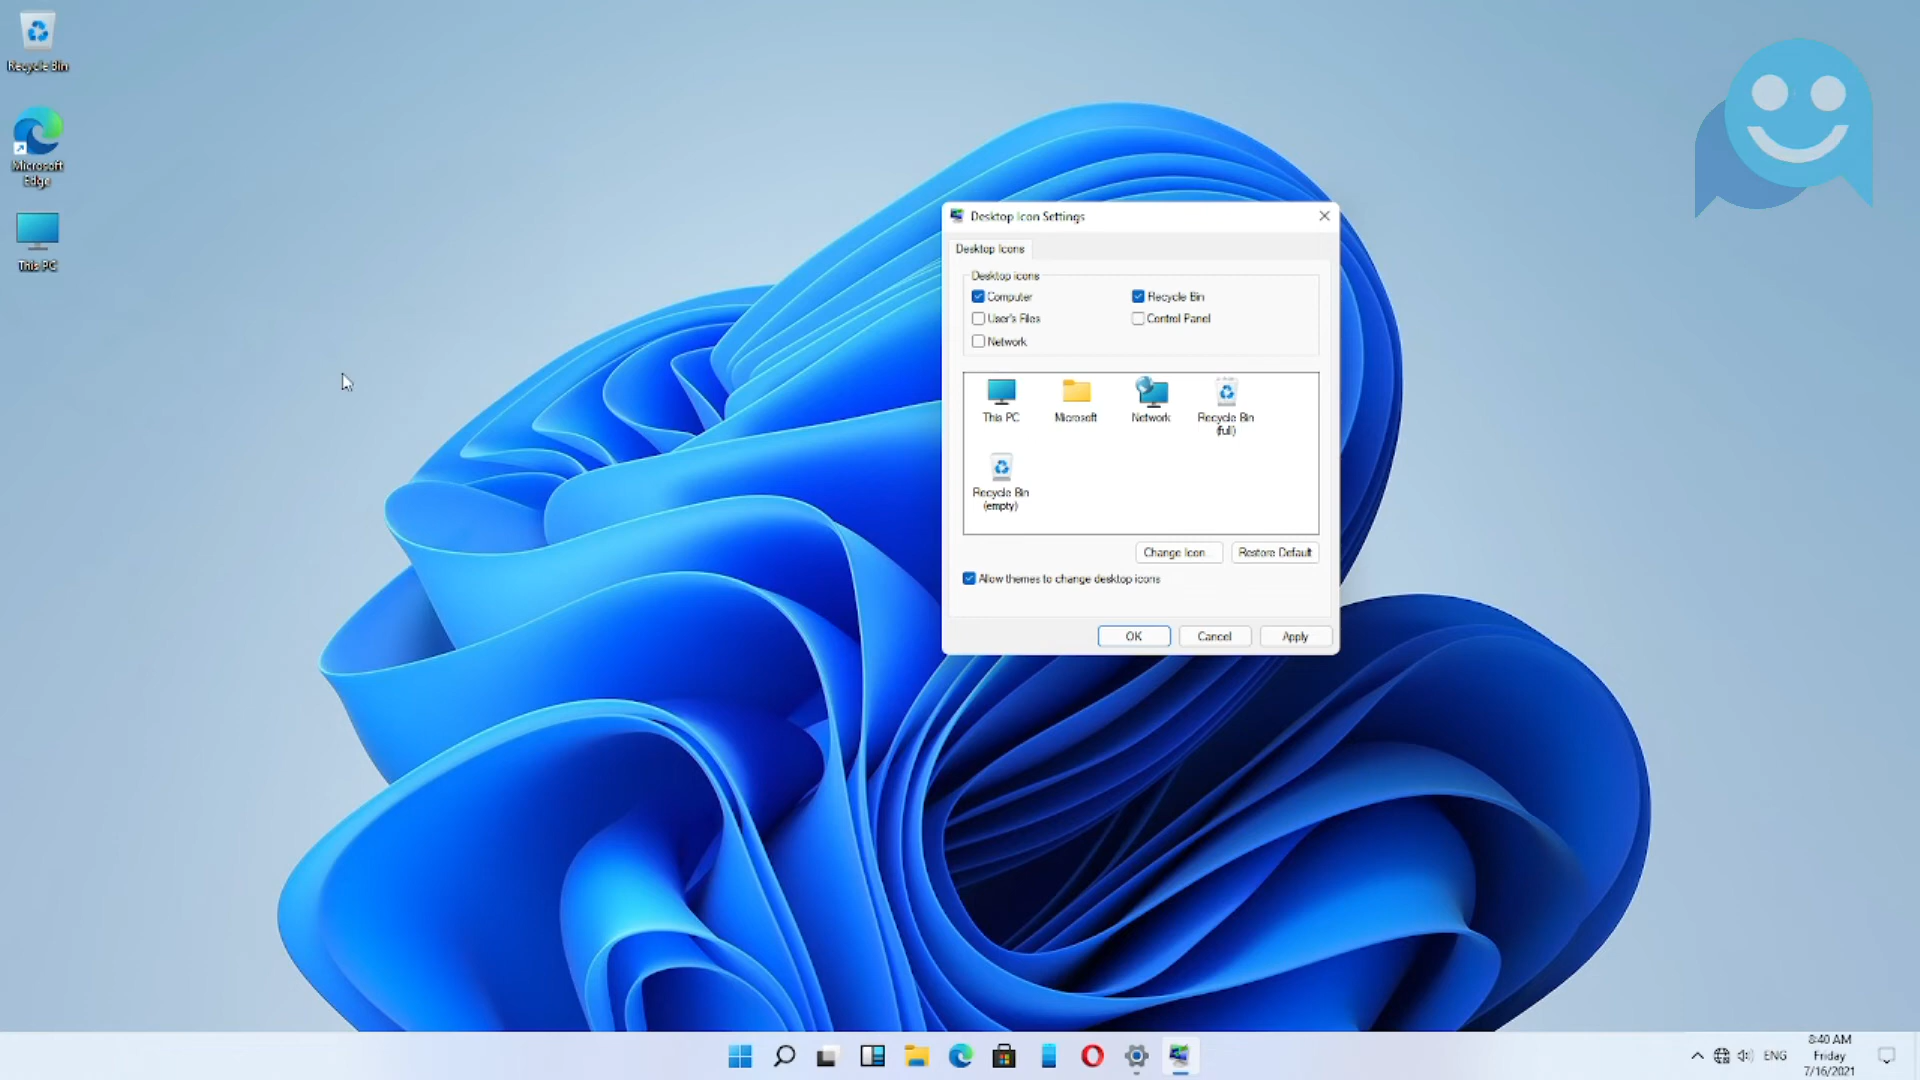 Recycle Bin
Microsoft
Edge
This PC
Desktop Icon Settings
Desktop Icons
Desktop icons
Computer
Recycle Bin
User's Files
Control Panel
Network
This PC
Microsoft
Network
Recycle Bin
(full)
Recycle Bin
(empty)
Change Icon...
Restore Default
Allow themes to change desktop icons
OK
Cancel
Apply
ENG
8:40 AM
Friday
7/16/2021